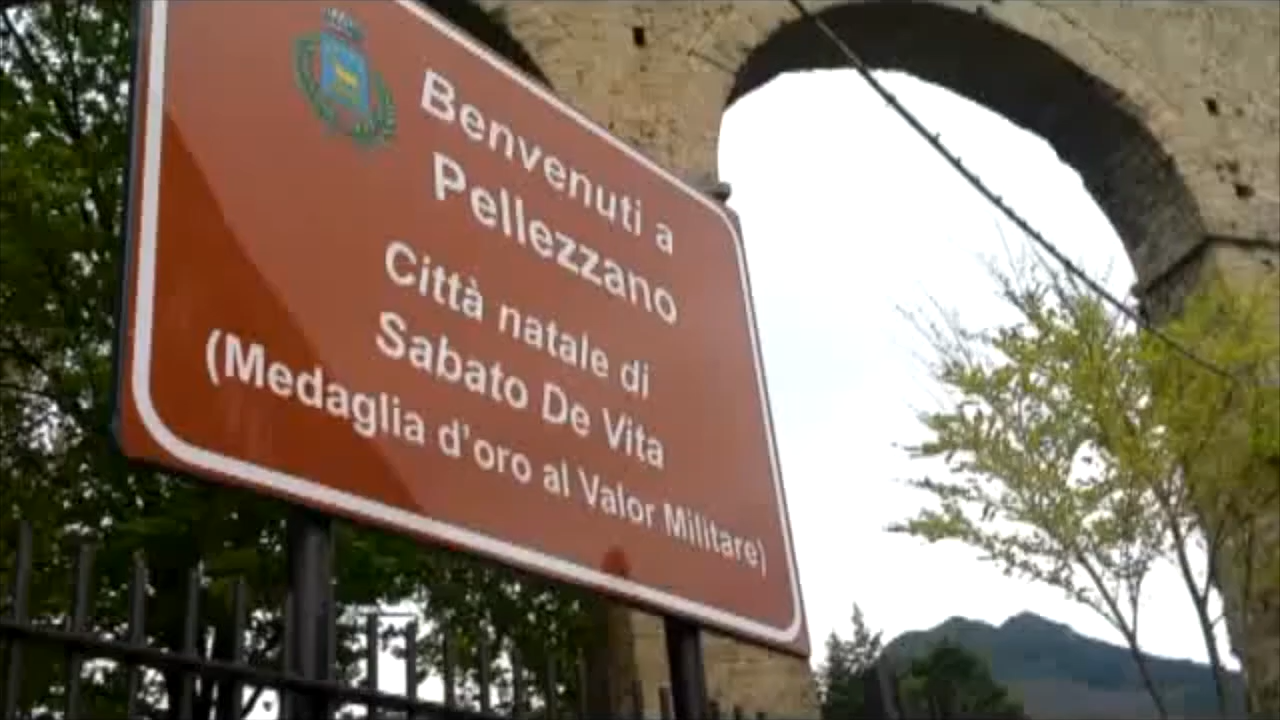 Benvenuti a
Pellezzano
Città natale di
Sabato De Vita
(Medaglia d'oro al Valor Militare)